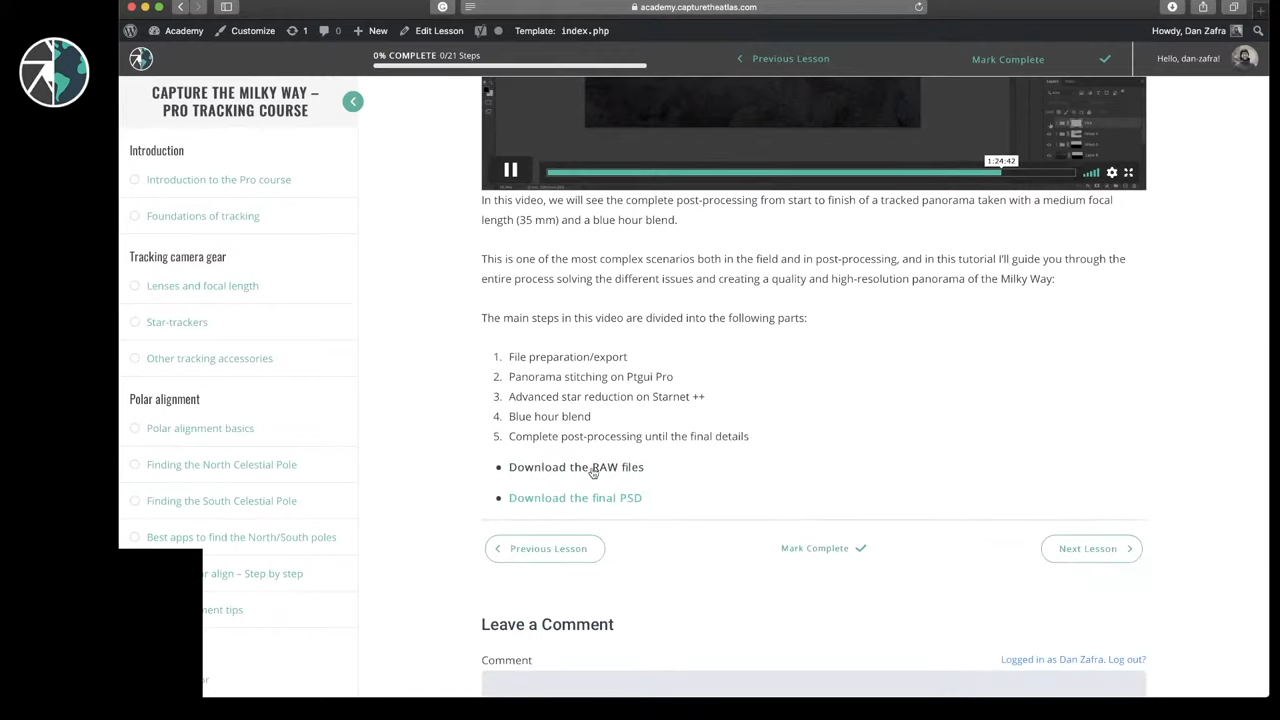 academy.capturetheatlas.com
Academy
Customize
1
0
New
Edit Lesson
Template: index.php
Howdy, Dan Zafra
0% COMPLETE 0/21 Steps
Previous Lesson
Mark Complete
Hello, dan-zafra!
CAPTURE THE MILKY WAY –
PRO TRACKING COURSE
Introduction
Introduction to the Pro course
Foundations of tracking
Tracking camera gear
Lenses and focal length
Star-trackers
Other tracking accessories
Polar alignment
Polar alignment basics
Finding the North Celestial Pole
Finding the South Celestial Pole
Best apps to find the North/South poles
ar align – Step by step
ment tips
or
1:24:42
In this video, we will see the complete post-processing from start to finish of a tracked panorama taken with a medium focal
length (35 mm) and a blue hour blend.
This is one of the most complex scenarios both in the field and in post-processing, and in this tutorial I'll guide you through the
entire process solving the different issues and creating a quality and high-resolution panorama of the Milky Way:
The main steps in this video are divided into the following parts:
1. File preparation/export
2. Panorama stitching on Ptgui Pro
3. Advanced star reduction on Starnet ++
4. Blue hour blend
5. Complete post-processing until the final details
Download the RAW files
Download the final PSD
Previous Lesson
Mark Complete
Next Lesson
Leave a Comment
Comment
Logged in as Dan Zafra. Log out?